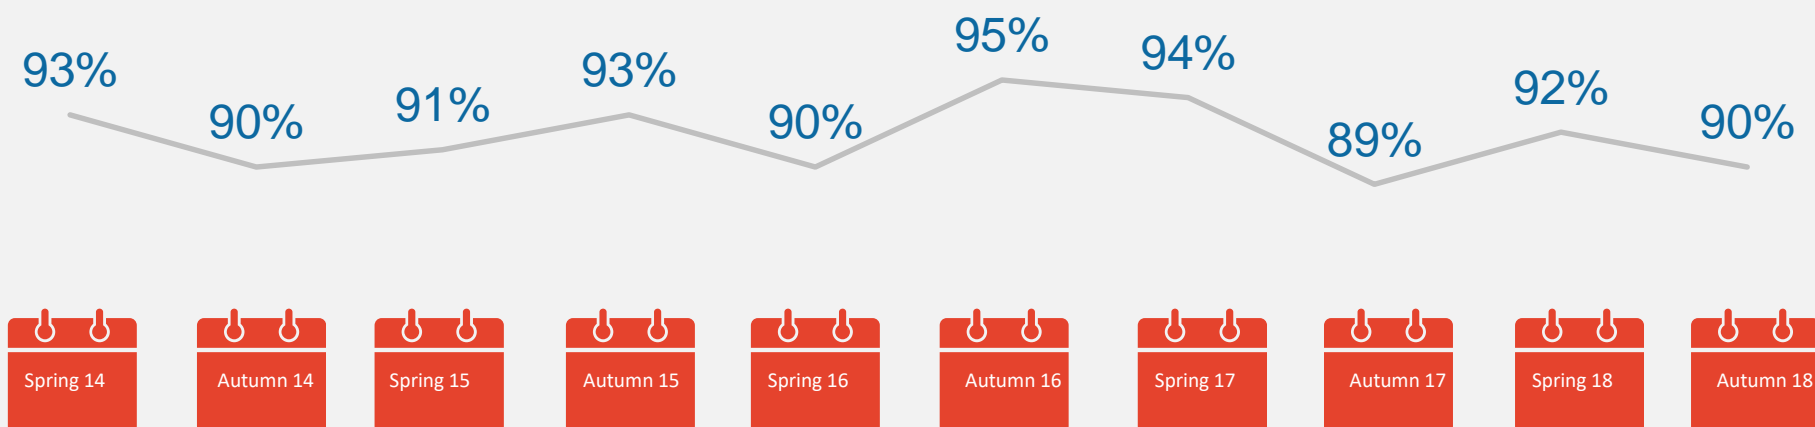 93%
90%
91%
93%
90%
95%
94%
89%
92%
90%
Spring 14
Autumn 14
Spring 15
Autumn 15
Spring 16
Autumn 16
Spring 17
Autumn 17
Spring 18
Autumn 18